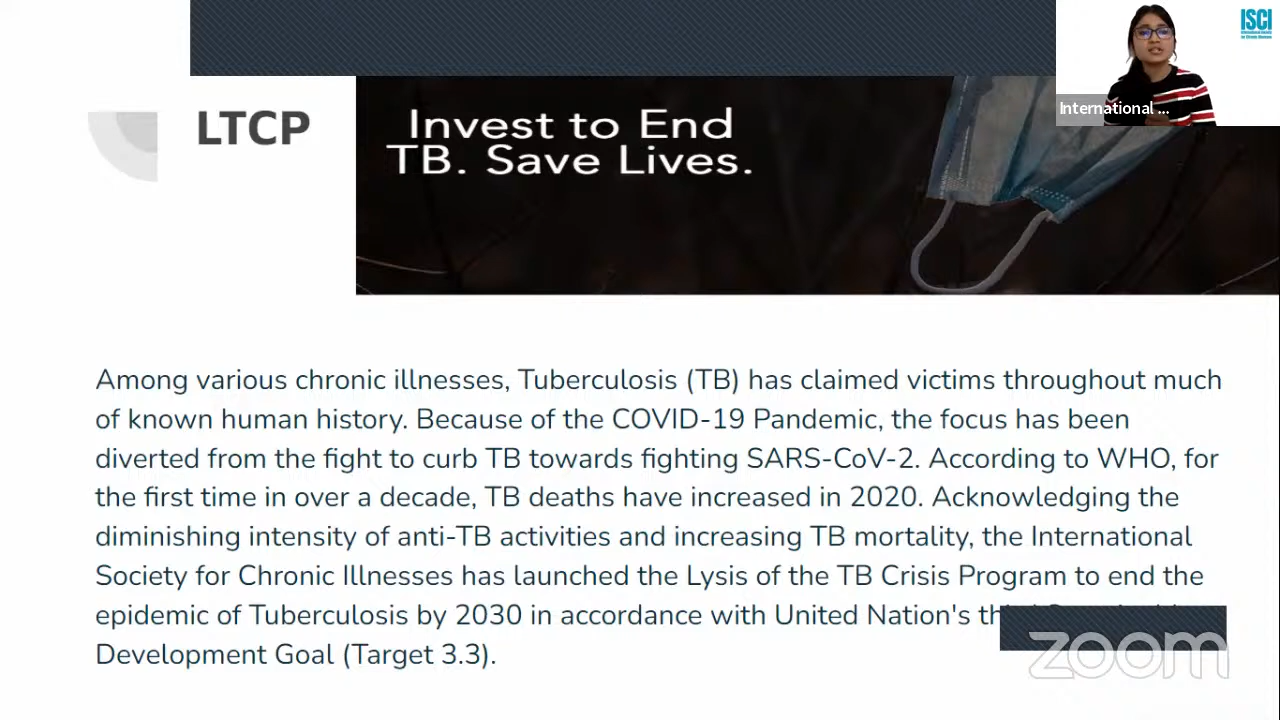 ISCI
International ...
LTCP
Invest to End
TB. Save Lives.
Among various chronic illnesses, Tuberculosis (TB) has claimed victims throughout much
of known human history. Because of the COVID-19 Pandemic, the focus has been
diverted from the fight to curb TB towards fighting SARS-CoV-2. According to WHO, for
the first time in over a decade, TB deaths have increased in 2020. Acknowledging the
diminishing intensity of anti-TB activities and increasing TB mortality, the International
Society for Chronic Illnesses has launched the Lysis of the TB Crisis Program to end the
epidemic of Tuberculosis by 2030 in accordance with United Nation's
Development Goal (Target 3.3).
zoom